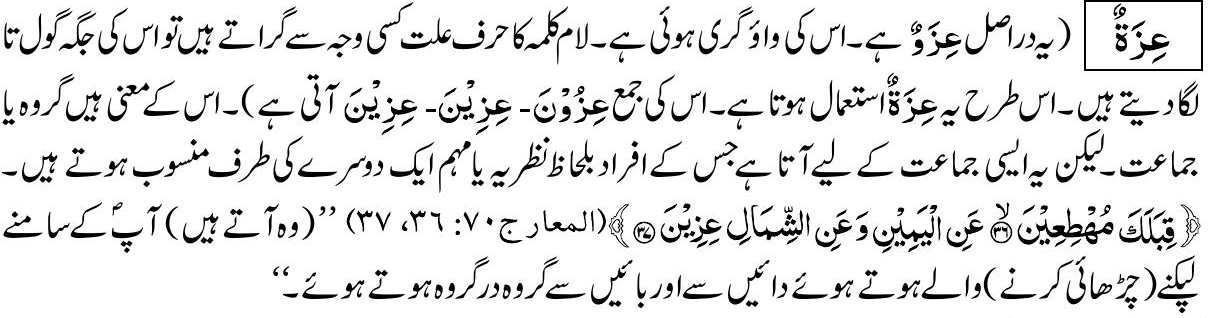 عِزَةٌ (یہ دراصل عِزَوٌ ہے۔ اس کی واؤ گری ہوئی ہے۔ لام کلمہ کا حرف علت کسی وجہ سے گراتے ہیں تو اس کی جگہ گول تا
لگا دیتے ہیں۔ اس طرح یہ عِزَةٌ استعمال ہوتا ہے۔ اس کی جمع عِزُوْنَ۔ عِزِیْنَ۔ عِزِیْنَ آتی ہے)۔ اس کے معنی ہیں گروہ یا
جماعت۔ لیکن یہ ایسی جماعت کے لیے آتا ہے جس کے افراد بلحاظ نظریہ یا مہم ایک دوسرے کی طرف منسوب ہوتے ہیں۔
﴿قِبَلَكَ مُهْطِعِيْنَ ۙ۳۶ عَنِ الْيَمِيْنِ وَعَنِ الشِّمَالِ عِزِيْنَ ۳۷﴾ (المعارج ۷۰: ۳۶، ۳۷) ’’(وہ آتے ہیں) آپؐ کے سامنے
لپکنے (چڑھائی کرنے) والے ہوتے ہوئے دائیں سے اور بائیں سے گروہ در گروہ ہوتے ہوئے۔‘‘